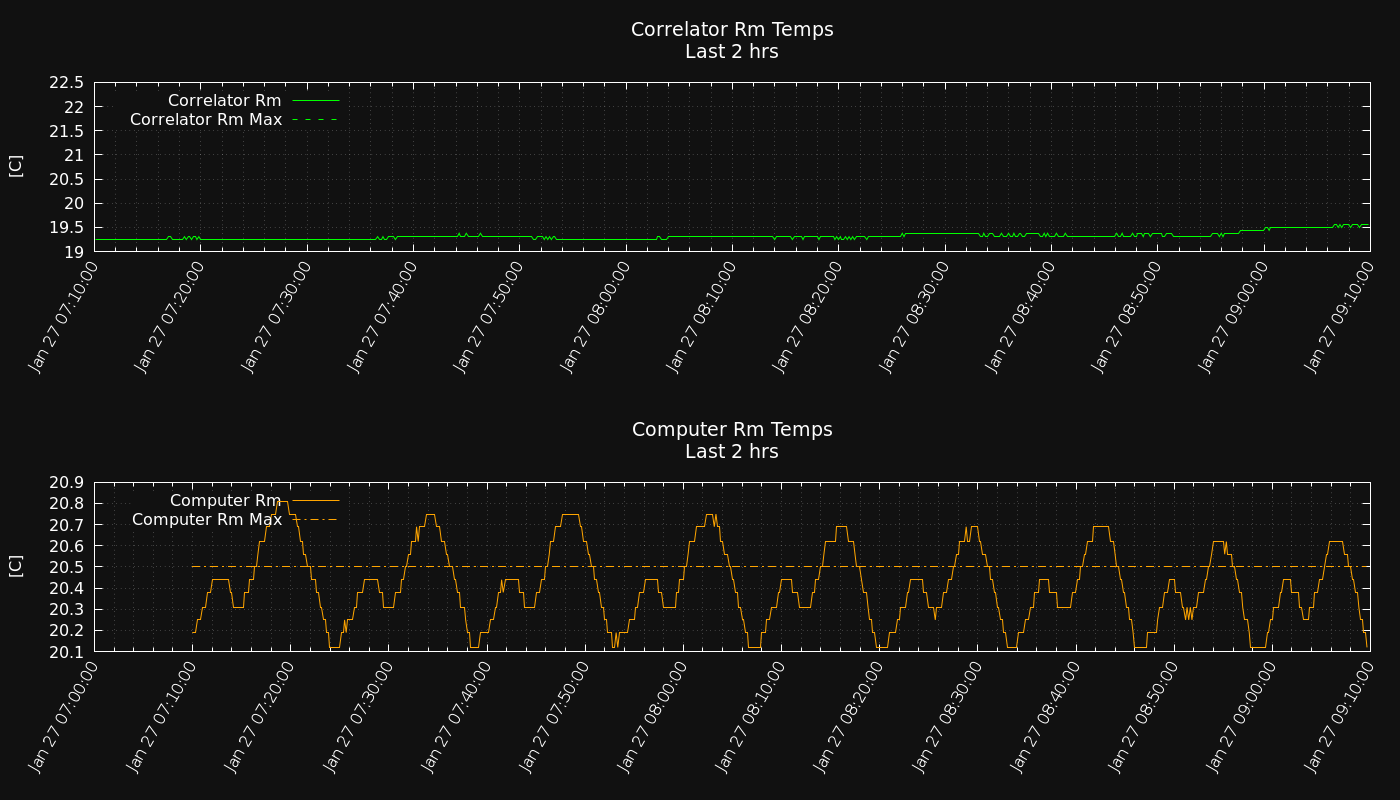 Correlator Rm Temps
Last 2 hrs
22.5
22
21.5
21
20.5
20
19.5
19
[C]
Correlator Rm
Correlator Rm Max
Jan 27 07:10:00
Jan 27 07:20:00
Jan 27 07:30:00
Jan 27 07:40:00
Jan 27 07:50:00
Jan 27 08:00:00
Jan 27 08:10:00
Jan 27 08:20:00
Jan 27 08:30:00
Jan 27 08:40:00
Jan 27 08:50:00
Jan 27 09:00:00
Jan 27 09:10:00
Computer Rm Temps
Last 2 hrs
20.9
20.8
20.7
20.6
20.5
20.4
20.3
20.2
20.1
[C]
Computer Rm
Computer Rm Max
Jan 27 07:00:00
Jan 27 07:10:00
Jan 27 07:20:00
Jan 27 07:30:00
Jan 27 07:40:00
Jan 27 07:50:00
Jan 27 08:00:00
Jan 27 08:10:00
Jan 27 08:20:00
Jan 27 08:30:00
Jan 27 08:40:00
Jan 27 08:50:00
Jan 27 09:00:00
Jan 27 09:10:00